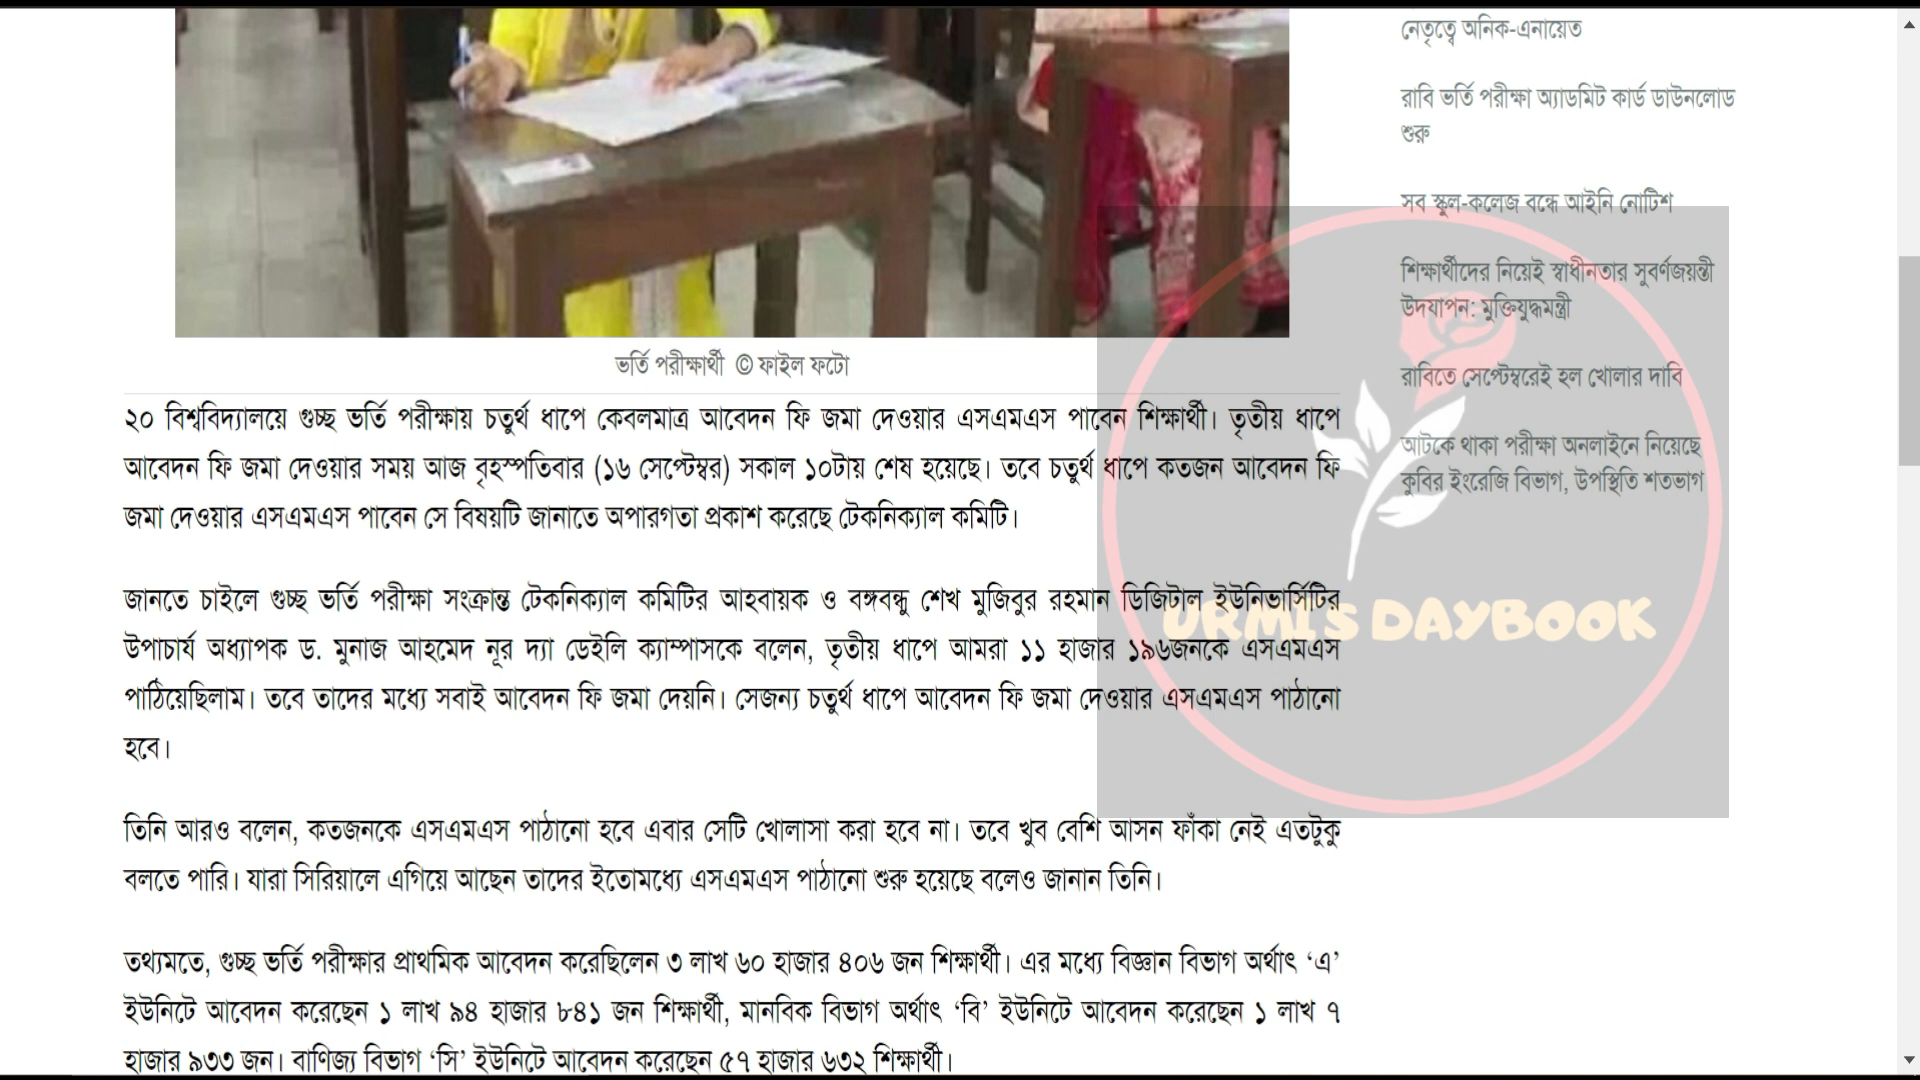 ভর্তি পরীক্ষার্থী © ফাইল ফটো
২০ বিশ্ববিদ্যালয়ে গুচ্ছ ভর্তি পরীক্ষায় চতুর্থ ধাপে কেবলমাত্র আবেদন ফি জমা দেওয়ার এসএমএস পাবেন শিক্ষার্থী। তৃতীয় ধাপে
আবেদন ফি জমা দেওয়ার সময় আজ বৃহস্পতিবার (১৬ সেপ্টেম্বর) সকাল ১০টায় শেষ হয়েছে। তবে চতুর্থ ধাপে কতজন আবেদন ফি
জমা দেওয়ার এসএমএস পাবেন সে বিষয়টি জানাতে অপারগতা প্রকাশ করেছে টেকনিক্যাল কমিটি।
জানতে চাইলে গুচ্ছ ভর্তি পরীক্ষা সংক্রান্ত টেকনিক্যাল কমিটির আহবায়ক ও বঙ্গবন্ধু শেখ মুজিবুর রহমান ডিজিটাল ইউনিভার্সিটির
উপাচার্য অধ্যাপক ড. মুনাজ আহমেদ নূর দ্যা ডেইলি ক্যাম্পাসকে বলেন, তৃতীয় ধাপে আমরা ১১ হাজার ১৯৬জনকে এসএমএস
পাঠিয়েছিলাম। তবে তাদের মধ্যে সবাই আবেদন ফি জমা দেয়নি। সেজন্য চতুর্থ ধাপে আবেদন ফি জমা দেওয়ার এসএমএস পাঠানো
হবে।
তিনি আরও বলেন, কতজনকে এসএমএস পাঠানো হবে এবার সেটি খোলাসা করা হবে না। তবে খুব বেশি আসন ফাঁকা নেই এতটুকু
বলতে পারি। যারা সিরিয়ালে এগিয়ে আছেন তাদের ইতোমধ্যে এসএমএস পাঠানো শুরু হয়েছে বলেও জানান তিনি।
তথ্যমতে, গুচ্ছ ভর্তি পরীক্ষার প্রাথমিক আবেদন করেছিলেন ৩ লাখ ৬০ হাজার ৪০৬ জন শিক্ষার্থী। এর মধ্যে বিজ্ঞান বিভাগ অর্থাৎ ‘এ’
ইউনিটে আবেদন করেছেন ১ লাখ ৯৪ হাজার ৮৪১ জন শিক্ষার্থী, মানবিক বিভাগ অর্থাৎ ‘বি’ ইউনিটে আবেদন করেছেন ১ লাখ ৭
হাজার ৯৩৩ জন। বাণিজ্য বিভাগ ‘সি’ ইউনিটে আবেদন করেছেন ৫৭ হাজার ৬৩২ শিক্ষার্থী।
নেতৃত্বে অনিক-এনায়েত
রাবি ভর্তি পরীক্ষা অ্যাডমিট কার্ড ডাউনলোড
শুরু
সব স্কুল-কলেজ বন্ধে আইনি নোটিশ
শিক্ষার্থীদের নিয়েই স্বাধীনতার সুবর্ণজয়ন্তী
উদযাপন: মুক্তিযুদ্ধমন্ত্রী
রাবিতে সেপ্টেম্বরেই হল খোলার দাবি
আটকে থাকা পরীক্ষা অনলাইনে নিয়েছে
কুবির ইংরেজি বিভাগ, উপস্থিতি শতভাগ
URMI'S DAYBOOK